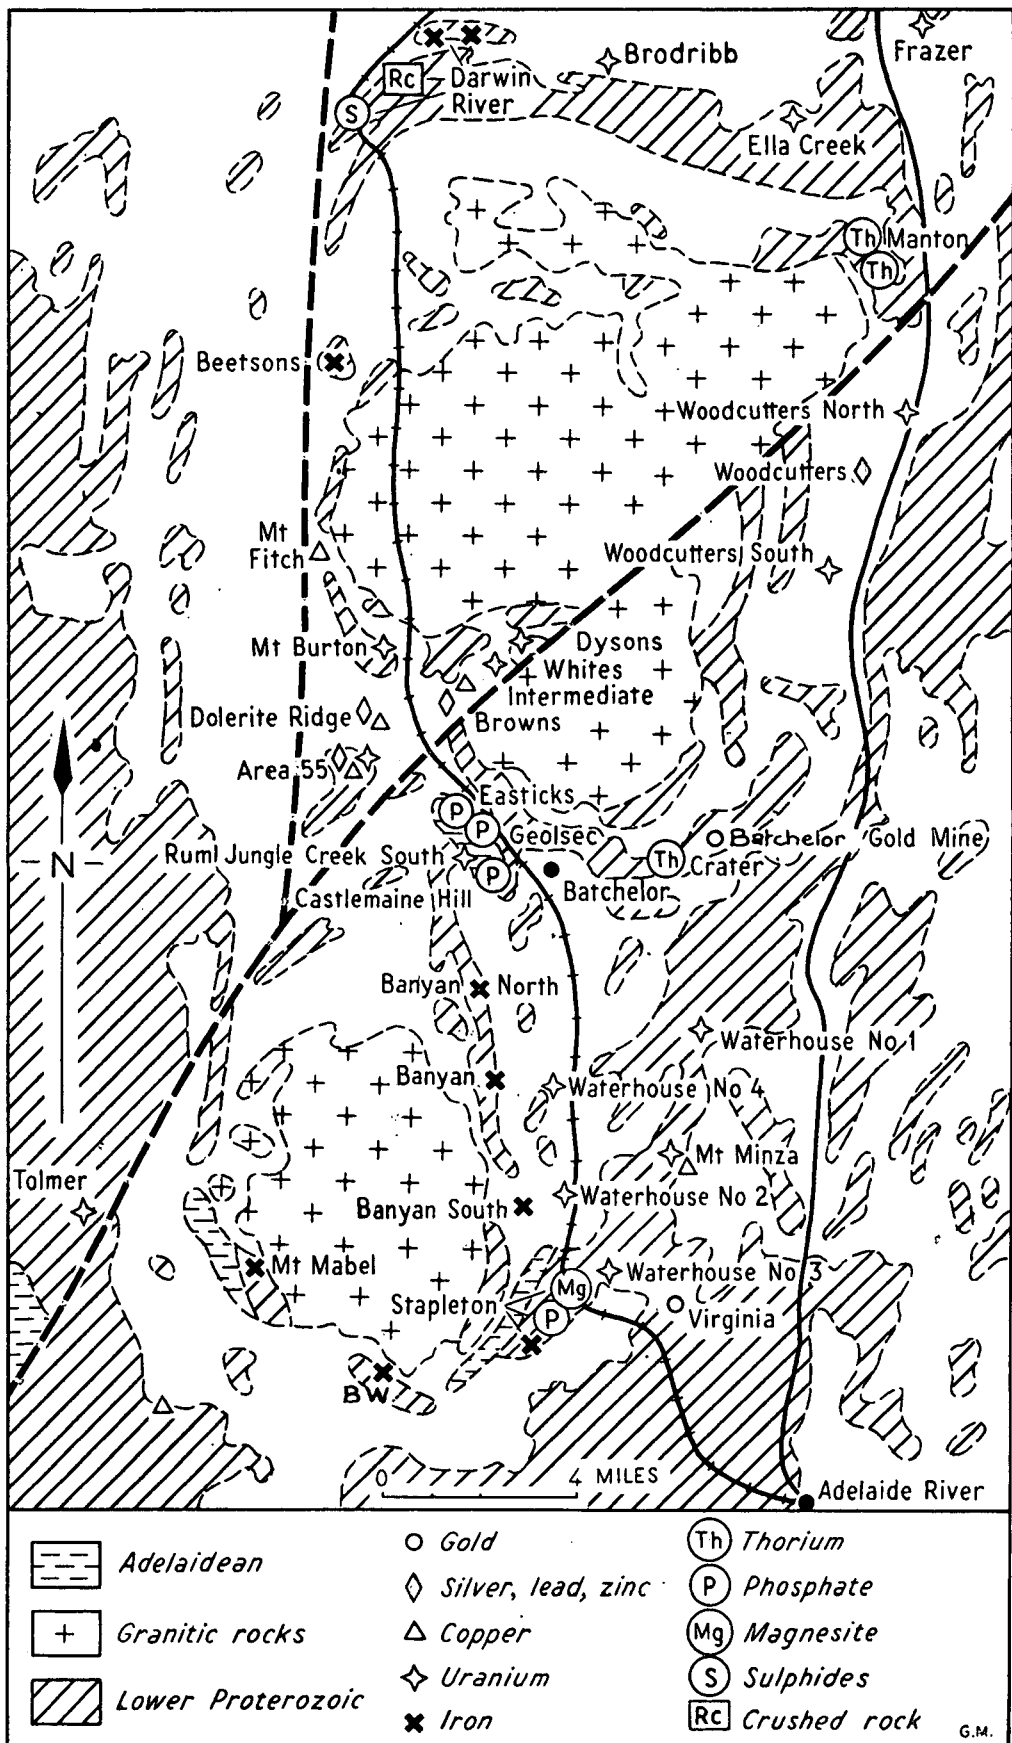 Brodribb
Frazer
Rc
Darwin
River
S
Ella Creek
Th
Manton
Th
Beetsons
Woodcutters North
Woodcutters
Mt
Fitch
Woodcutters South
Mt Burton
Dysons
Whites
Intermediate
Dolerite Ridge
Browns
Area 55
Easticks
P
P
Geolsec
Batchelor Gold Mine
N
Rum Jungle Creek South
Th
Crater
P
Castlemaine Hill
Batchelor
Banyan North
Waterhouse No 1
Banyan
Waterhouse No 4
Mt Minza
Tolmer
Waterhouse No 2
Banyan South
Mt Mabel
Waterhouse No 3
Mg
Stapleton
P
Virginia
BW
0 4 MILES
Adelaide River
Adelaidean
Granitic rocks
Lower Proterozoic
Gold
Silver, lead, zinc
Copper
Uranium
Iron
Th Thorium
P Phosphate
Mg Magnesite
S Sulphides
Rc Crushed rock
G.M.